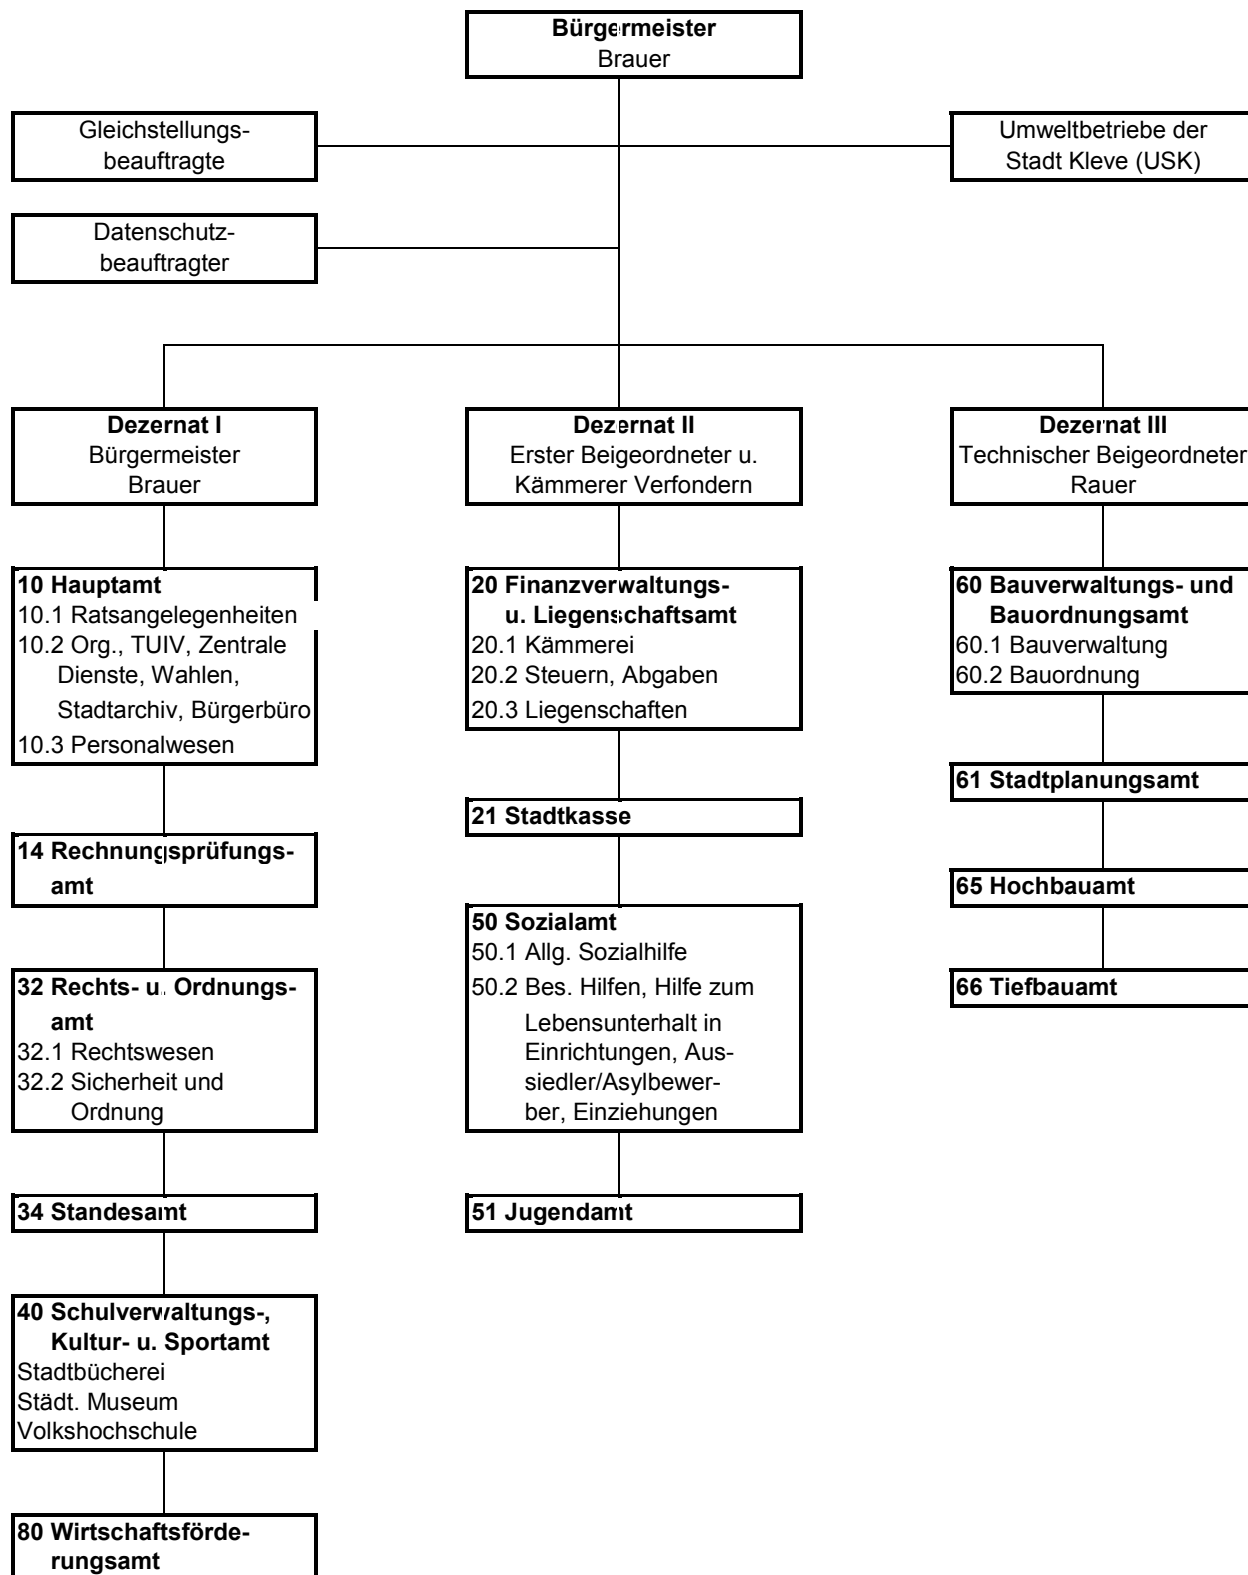 Bürgermeister
Brauer
Gleichstellungs-
beauftragte
Umweltbetriebe der
Stadt Kleve (USK)
Datenschutz-
beauftragter
Dezernat I
Bürgermeister
Brauer
Dezernat II
Erster Beigeordneter u.
Kämmerer Verfondern
Dezernat III
Technischer Beigeordneter
Rauer
10 Hauptamt
10.1 Ratsangelegenheiten
10.2 Org., TUIV, Zentrale
Dienste, Wahlen,
Stadtarchiv, Bürgerbüro
10.3 Personalwesen
14 Rechnungsprüfungs-
amt
32 Rechts- u. Ordnungs-
amt
32.1 Rechtswesen
32.2 Sicherheit und
Ordnung
34 Standesamt
40 Schulverwaltungs-,
Kultur- u. Sportamt
Stadtbücherei
Städt. Museum
Volkshochschule
80 Wirtschaftsförde-
rungsamt
20 Finanzverwaltungs-
u. Liegenschaftsamt
20.1 Kämmerei
20.2 Steuern, Abgaben
20.3 Liegenschaften
21 Stadtkasse
50 Sozialamt
50.1 Allg. Sozialhilfe
50.2 Bes. Hilfen, Hilfe zum
Lebensunterhalt in
Einrichtungen, Aus-
siedler/Asylbewer-
ber, Einziehungen
51 Jugendamt
60 Bauverwaltungs- und
Bauordnungsamt
60.1 Bauverwaltung
60.2 Bauordnung
61 Stadtplanungsamt
65 Hochbauamt
66 Tiefbauamt